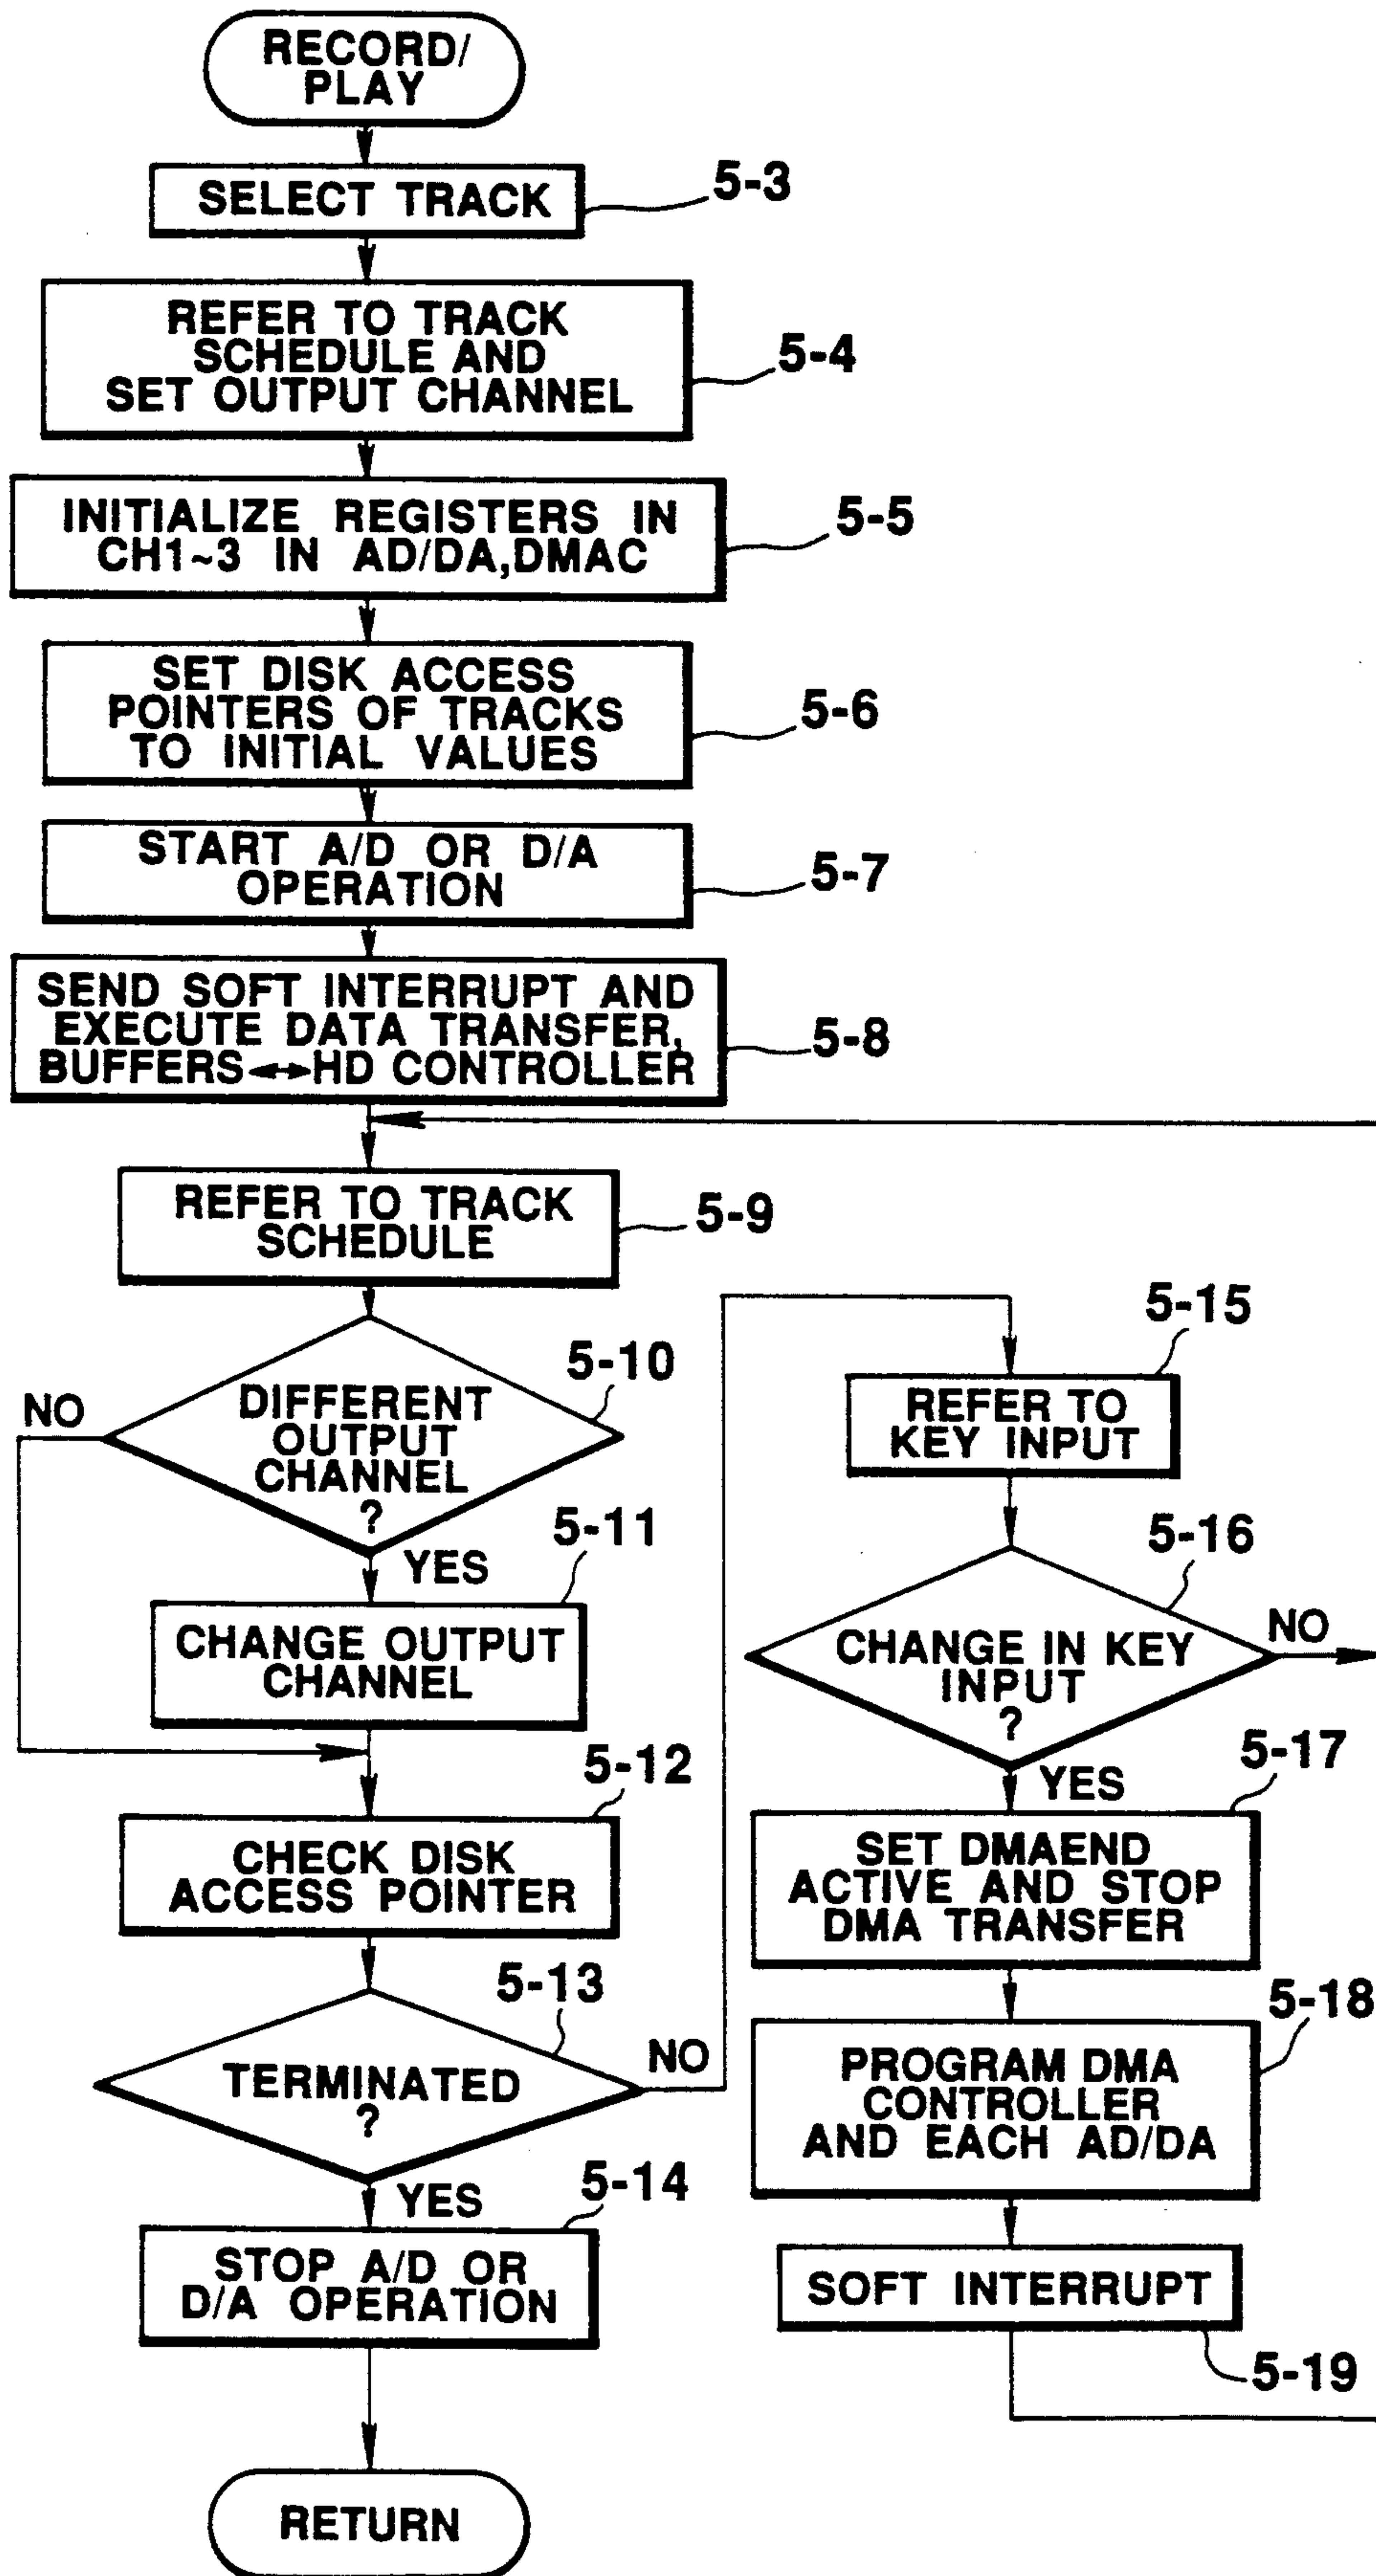 RECORD/
PLAY
SELECT TRACK
5-3
REFER TO TRACK
SCHEDULE AND
SET OUTPUT CHANNEL
5-4
INITIALIZE REGISTERS IN
CH1~3 IN AD/DA,DMAC
5-5
SET DISK ACCESS
POINTERS OF TRACKS
TO INITIAL VALUES
5-6
START A/D OR D/A
OPERATION
5-7
SEND SOFT INTERRUPT AND
EXECUTE DATA TRANSFER,
BUFFERS↔HD CONTROLLER
5-8
REFER TO TRACK
SCHEDULE
5-9
DIFFERENT
OUTPUT
CHANNEL
?
5-10
NO
YES
5-11
CHANGE OUTPUT
CHANNEL
5-12
CHECK DISK
ACCESS POINTER
5-13
TERMINATED
?
NO
YES
5-14
STOP A/D OR
D/A OPERATION
RETURN
5-15
REFER TO
KEY INPUT
5-16
CHANGE IN KEY
INPUT
?
NO
YES
5-17
SET DMAEND
ACTIVE AND STOP
DMA TRANSFER
5-18
PROGRAM DMA
CONTROLLER
AND EACH AD/DA
SOFT INTERRUPT
5-19